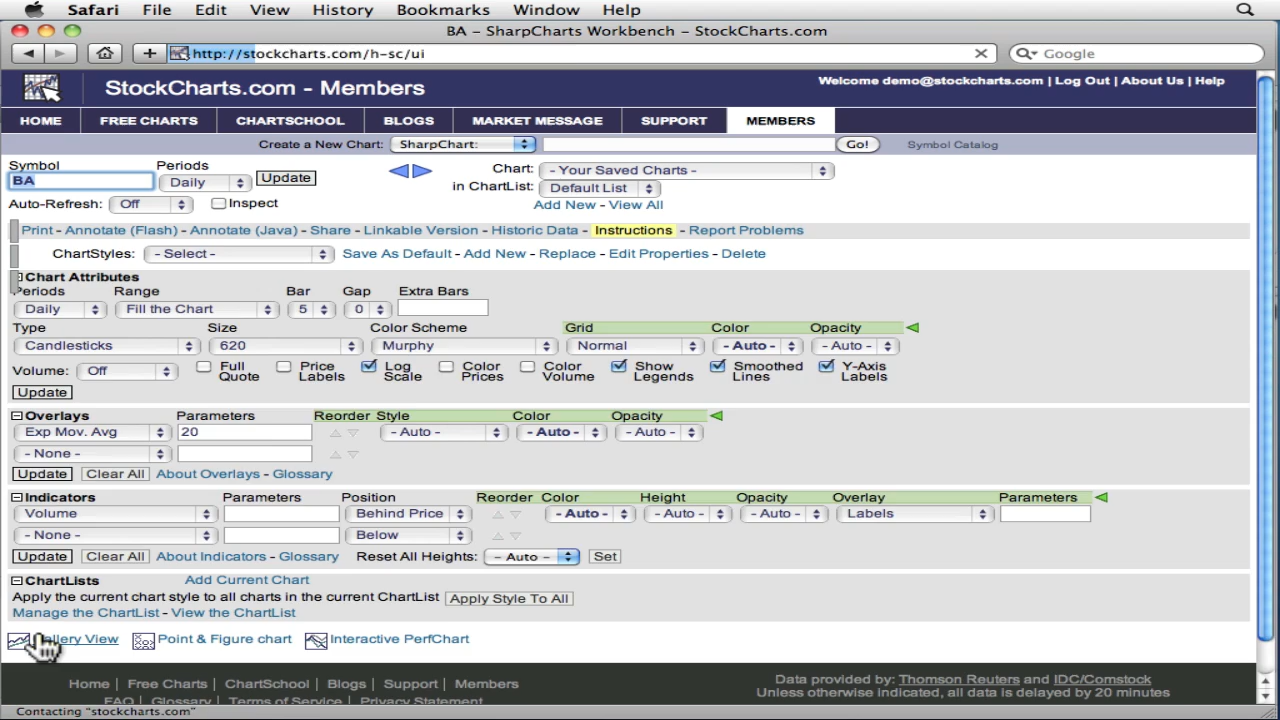 Safari File Edit View History Bookmarks Window Help
BA – SharpCharts Workbench – StockCharts.com
http://stockcharts.com/h-sc/ui Google
StockCharts.com - Members Welcome demo@stockcharts.com | Log Out | About Us | Help
HOME FREE CHARTS CHARTSCHOOL BLOGS MARKET MESSAGE SUPPORT MEMBERS
Create a New Chart: SharpChart: Go! Symbol Catalog
Symbol Periods Chart: - Your Saved Charts -
BA Daily Update in ChartList: Default List
Auto-Refresh: Off Inspect Add New - View All
Print - Annotate (Flash) - Annotate (Java) - Share - Linkable Version - Historic Data - Instructions - Report Problems
ChartStyles: - Select - Save As Default - Add New - Replace - Edit Properties - Delete
Chart Attributes
Periods Range Bar Gap Extra Bars
Daily Fill the Chart 5 0
Type Size Color Scheme Grid Color Opacity
Candlesticks 620 Murphy Normal - Auto - - Auto -
Volume: Off Full Quote Price Labels Log Scale Color Prices Color Volume Show Legends Smoothed Lines Y-Axis Labels
Update
Overlays Parameters Reorder Style Color Opacity
Exp Mov. Avg 20 - Auto - - Auto - - Auto -
- None -
Update Clear All About Overlays - Glossary
Indicators Parameters Position Reorder Color Height Opacity Overlay Parameters
Volume Behind Price - Auto - - Auto - - Auto - Labels
- None - Below
Update Clear All About Indicators - Glossary Reset All Heights: - Auto - Set
ChartLists Add Current Chart
Apply the current chart style to all charts in the current ChartList Apply Style To All
Manage the ChartList - View the ChartList
View Point & Figure chart Interactive PerfChart
Home | Free Charts | ChartSchool | Blogs | Support | Members Data provided by: Thomson Reuters and IDC/Comstock
FAQ | Glossary | Terms of Service | Privacy Statement Unless otherwise indicated, all data is delayed by 20 minutes
Contacting "stockcharts.com"